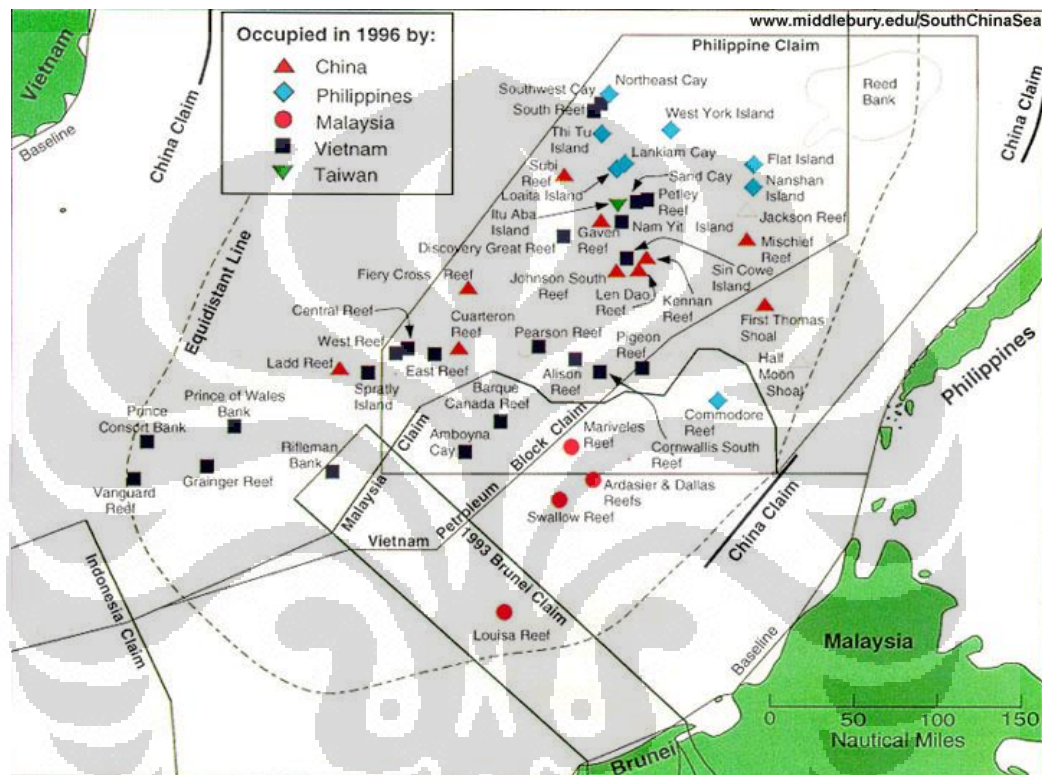 www.middlebury.edu/SouthChinaSea
Occupied in 1996 by:
China
Philippines
Malaysia
Vietnam
Taiwan
Vietnam
Baseline
China Claim
Equidistant Line
Philippine Claim
Reed
Bank
China Claim
Southwest Cay
Northeast Cay
South Reef
West York Island
Thi Tu
Island
Lankiam Cay
Flat Island
Subi
Reef
Sand Cay
Loaita Island
Petley
Reef
Nanshan
Island
Itu Aba
Island
Jackson Reef
Gaven
Reef
Nam Yit Island
Discovery Great Reef
Mischief
Reef
Sin Cowe
Island
Fiery Cross Reef
Johnson South
Reef
Len Dao
Reef
Kennan
Reef
First Thomas
Shoal
Central Reef
Cuarteron
Reef
West Reef
Pearson Reef
Pigeon
Reef
Ladd Reef
East Reef
Half
Moon
Shoal
Spratly
Island
Alison
Reef
Philippines
Barque
Canada Reef
Prince of Wales
Bank
Prince
Consort Bank
Commodore
Reef
Mariveles
Reef
Cornwallis South
Reef
Amboyna
Cay
Rifleman
Bank
Vanguard
Reef
Grainger Reef
Ardasier & Dallas
Reefs
Swallow Reef
Malaysia Claim
Vietnam Petroleum Block Claim
China Claim
1993 Brunei Claim
Indonesia Claim
Louisa Reef
Baseline
Malaysia
Brunei
0 50 100 150
Nautical Miles